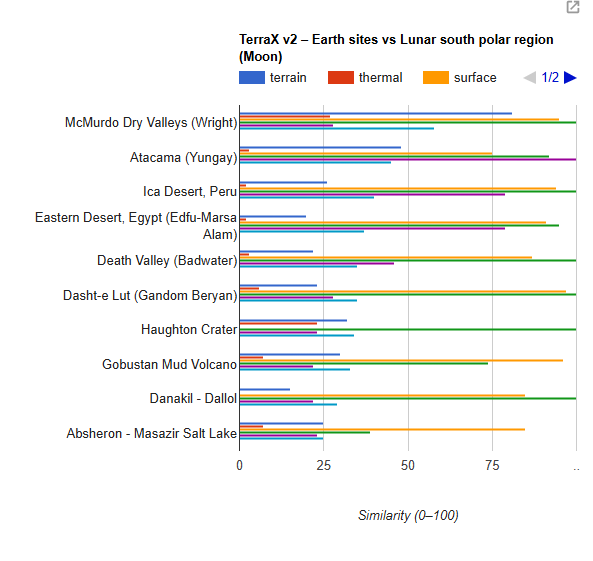 TerraX v2 – Earth sites vs Lunar south polar region
(Moon)
terrain thermal surface 1/2
McMurdo Dry Valleys (Wright)
Atacama (Yungay)
Ica Desert, Peru
Eastern Desert, Egypt (Edfu-Marsa
Alam)
Death Valley (Badwater)
Dasht-e Lut (Gandom Beryan)
Haughton Crater
Gobustan Mud Volcano
Danakil - Dallol
Absheron - Masazir Salt Lake
0 25 50 75 ..
Similarity (0–100)